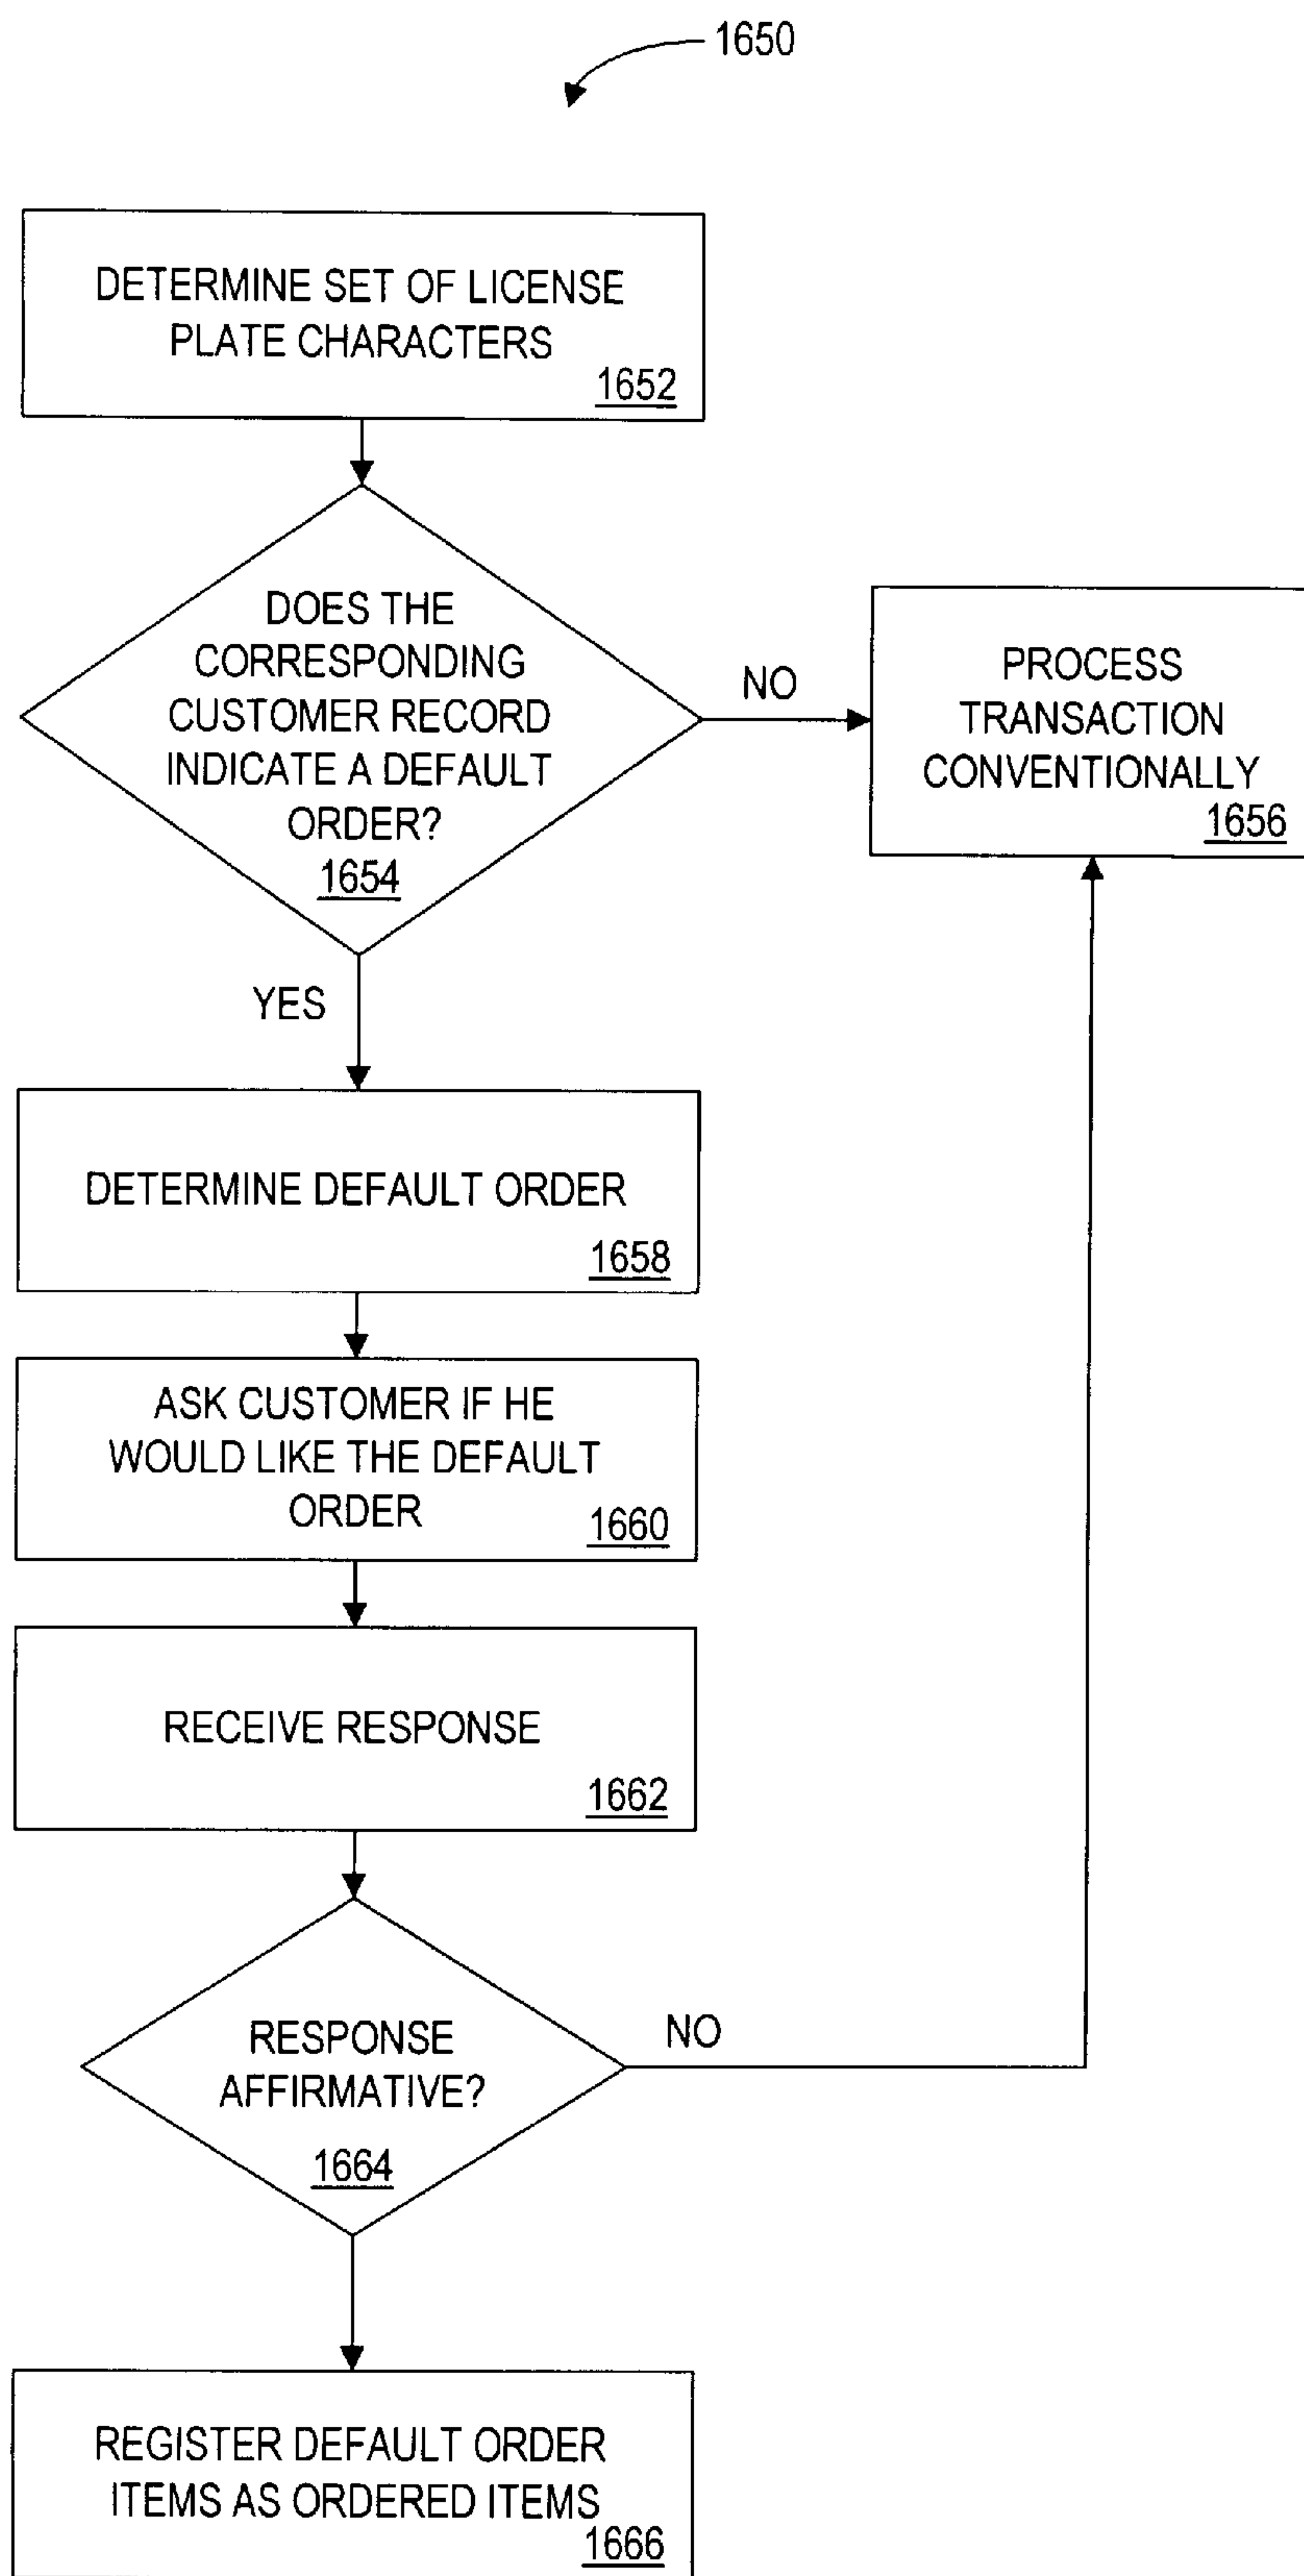 1650
DETERMINE SET OF LICENSE
PLATE CHARACTERS
1652
DOES THE
CORRESPONDING
CUSTOMER RECORD
INDICATE A DEFAULT
ORDER?
1654
NO
PROCESS
TRANSACTION
CONVENTIONALLY
1656
YES
DETERMINE DEFAULT ORDER
1658
ASK CUSTOMER IF HE
WOULD LIKE THE DEFAULT
ORDER
1660
RECEIVE RESPONSE
1662
RESPONSE
AFFIRMATIVE?
1664
NO
REGISTER DEFAULT ORDER
ITEMS AS ORDERED ITEMS
1666